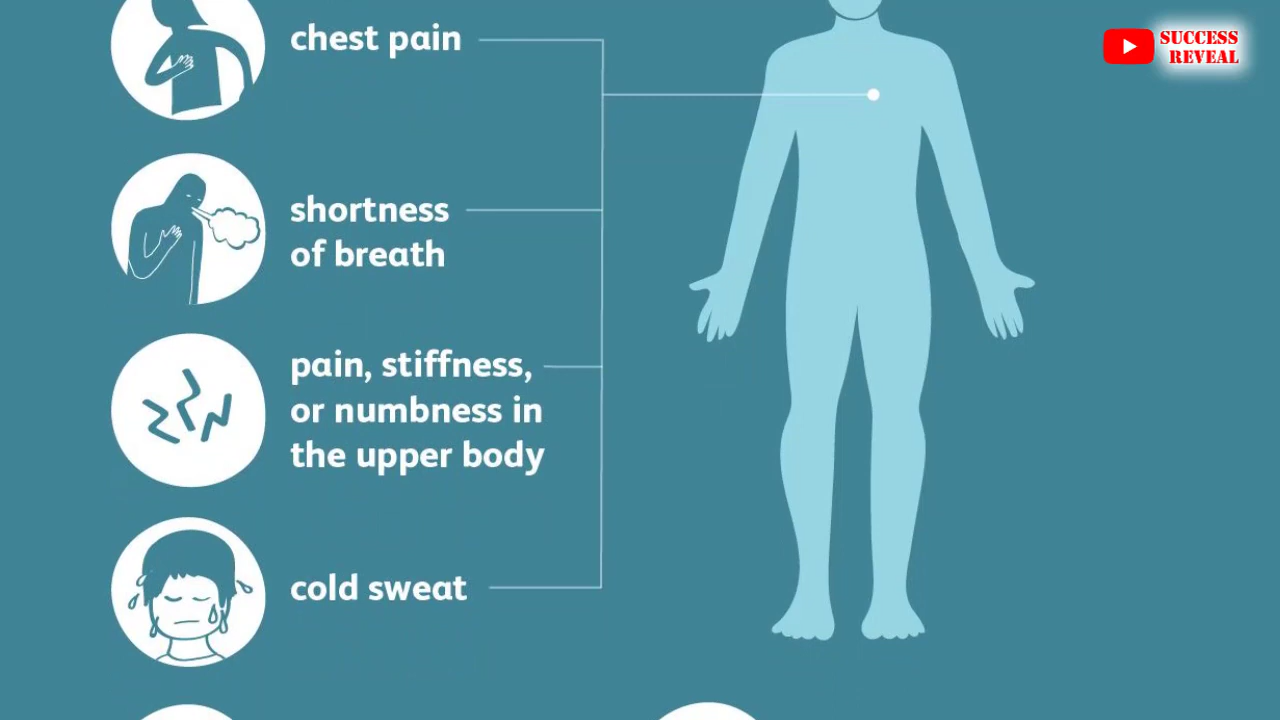 chest pain
SUCCESS
REVEAL
shortness
of breath
pain, stiffness,
or numbness in
the upper body
cold sweat